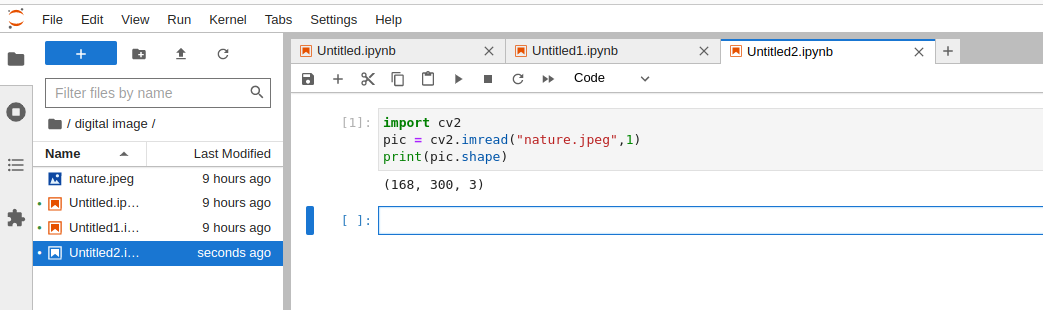 File Edit View Run Kernel Tabs Settings Help
Untitled.ipynb Untitled1.ipynb Untitled2.ipynb
Code
Filter files by name
/ digital image /
Name Last Modified
nature.jpeg 9 hours ago
Untitled.ip... 9 hours ago
Untitled1.i... 9 hours ago
Untitled2.i... seconds ago
[1]: import cv2
pic = cv2.imread("nature.jpeg",1)
print(pic.shape)
(168, 300, 3)
[ ]: